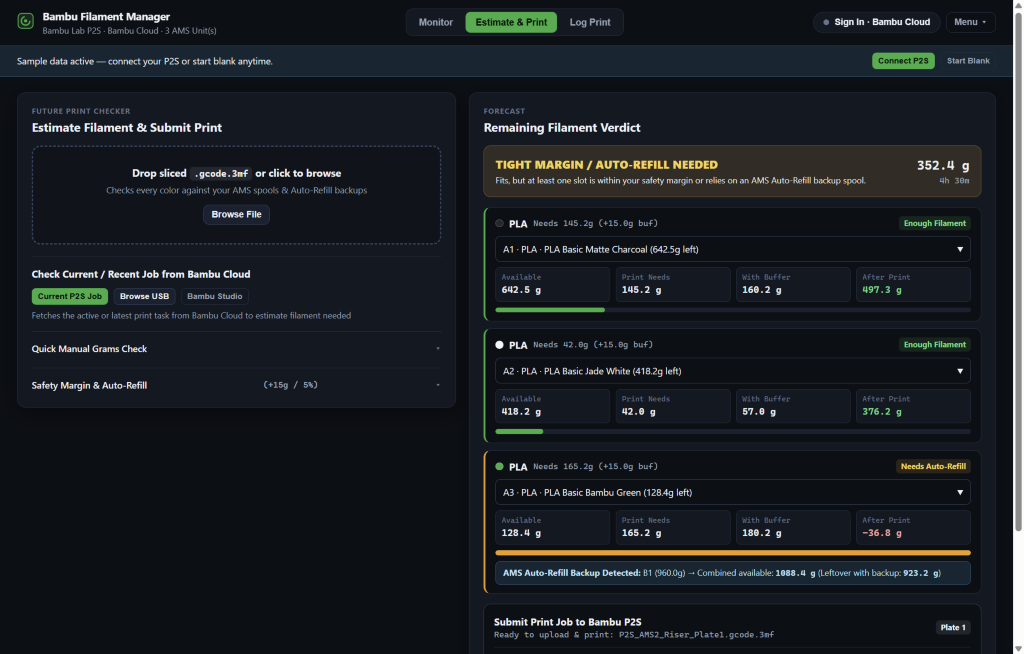 Bambu Filament Manager
Bambu Lab P2S · Bambu Cloud · 3 AMS Unit(s)
Monitor
Estimate & Print
Log Print
Sign In · Bambu Cloud
Menu
Sample data active — connect your P2S or start blank anytime.
Connect P2S
Start Blank
FUTURE PRINT CHECKER
Estimate Filament & Submit Print
Drop sliced .gcode.3mf or click to browse
Checks every color against your AMS spools & Auto-Refill backups
Browse File
Check Current / Recent Job from Bambu Cloud
Current P2S Job
Browse USB
Bambu Studio
Fetches the active or latest print task from Bambu Cloud to estimate filament needed
Quick Manual Grams Check
Safety Margin & Auto-Refill
(+15g / 5%)
FORECAST
Remaining Filament Verdict
TIGHT MARGIN / AUTO-REFILL NEEDED
Fits, but at least one slot is within your safety margin or relies on an AMS Auto-Refill backup spool.
352.4 g
4h 30m
PLA Needs 145.2g (+15.0g buf)
Enough Filament
A1 · PLA · PLA Basic Matte Charcoal (642.5g left)
Available
642.5 g
Print Needs
145.2 g
With Buffer
160.2 g
After Print
497.3 g
PLA Needs 42.0g (+15.0g buf)
Enough Filament
A2 · PLA · PLA Basic Jade White (418.2g left)
Available
418.2 g
Print Needs
42.0 g
With Buffer
57.0 g
After Print
376.2 g
PLA Needs 165.2g (+15.0g buf)
Needs Auto-Refill
A3 · PLA · PLA Basic Bambu Green (128.4g left)
Available
128.4 g
Print Needs
165.2 g
With Buffer
180.2 g
After Print
−36.8 g
AMS Auto-Refill Backup Detected: B1 (960.0g) → Combined available: 1088.4 g (Leftover with backup: 923.2 g)
Submit Print Job to Bambu P2S
Ready to upload & print: P2S_AMS2_Riser_Plate1.gcode.3mf
Plate 1